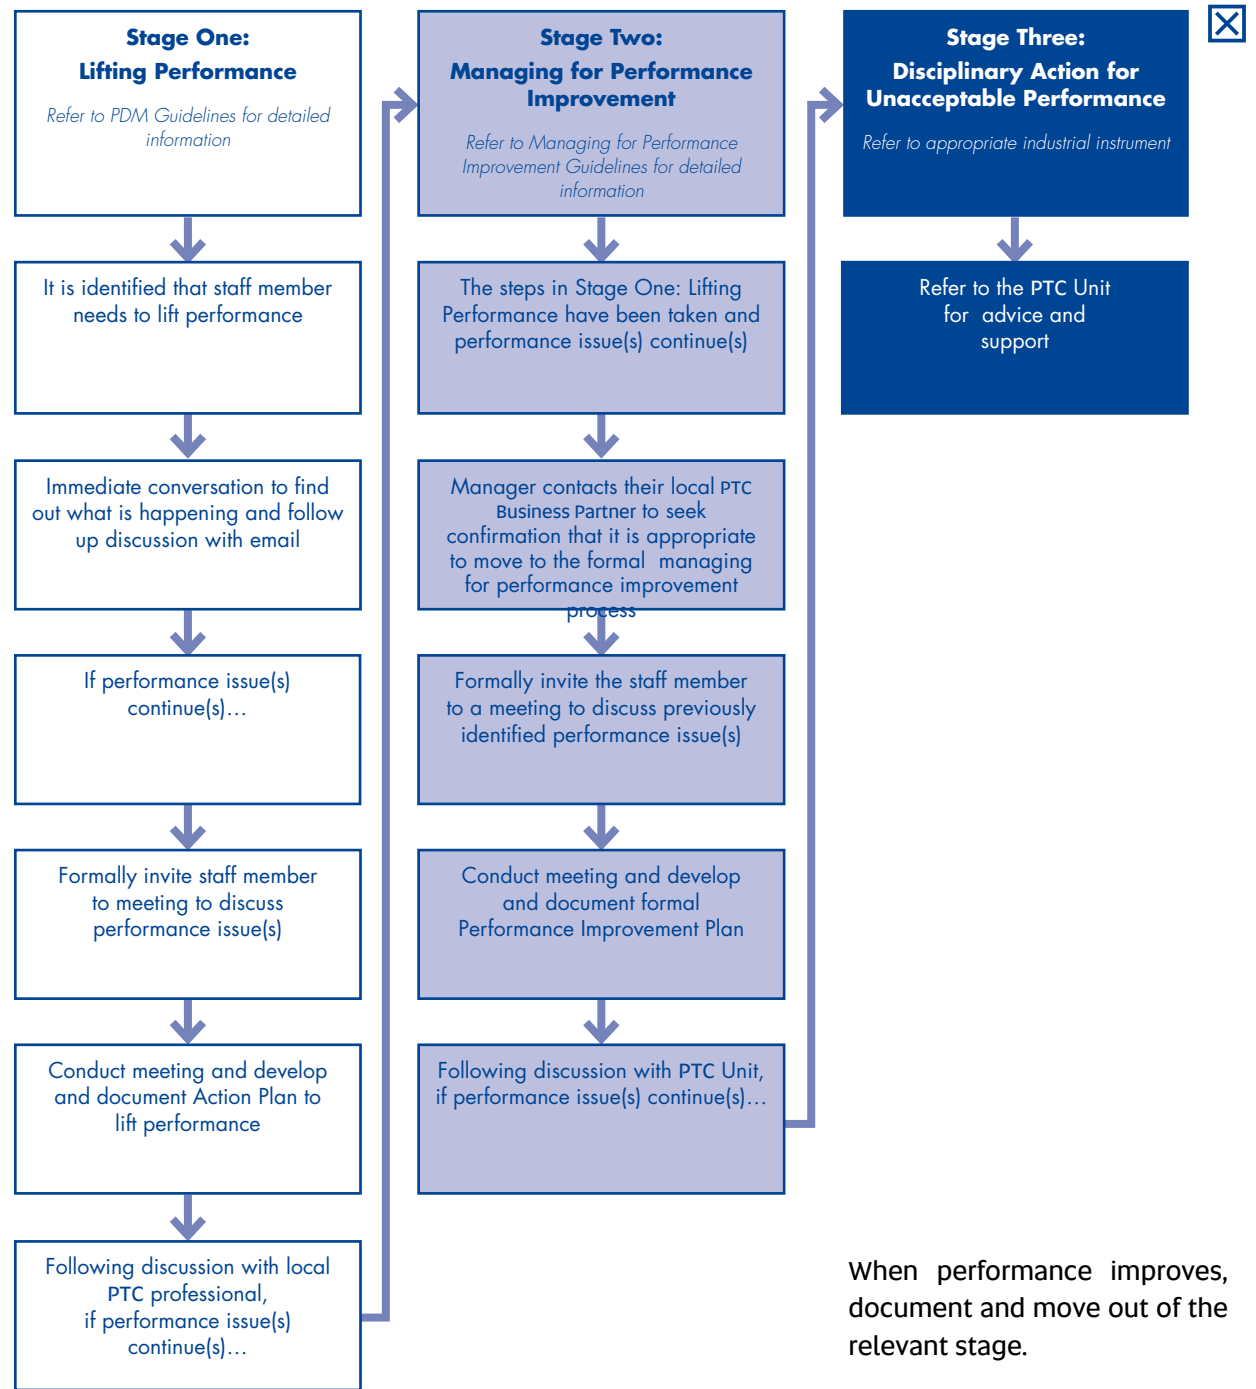 Stage One:
Lifting Performance
Refer to PDM Guidelines for detailed
information
It is identified that staff member
needs to lift performance
Immediate conversation to find
out what is happening and follow
up discussion with email
If performance issue(s)
continue(s)…
Formally invite staff member
to meeting to discuss
performance issue(s)
Conduct meeting and develop
and document Action Plan to
lift performance
Following discussion with local
PTC professional,
if performance issue(s)
continue(s)…
Stage Two:
Managing for Performance
Improvement
Refer to Managing for Performance
Improvement Guidelines for detailed
information
The steps in Stage One: Lifting
Performance have been taken and
performance issue(s) continue(s)
Manager contacts their local PTC
Business Partner to seek
confirmation that it is appropriate
to move to the formal managing
for performance improvement
process
Formally invite the staff member
to a meeting to discuss previously
identified performance issue(s)
Conduct meeting and develop
and document formal
Performance Improvement Plan
Following discussion with PTC Unit,
if performance issue(s) continue(s)…
Stage Three:
Disciplinary Action for
Unacceptable Performance
Refer to appropriate industrial instrument
Refer to the PTC Unit
for advice and
support
When performance improves,
document and move out of the
relevant stage.